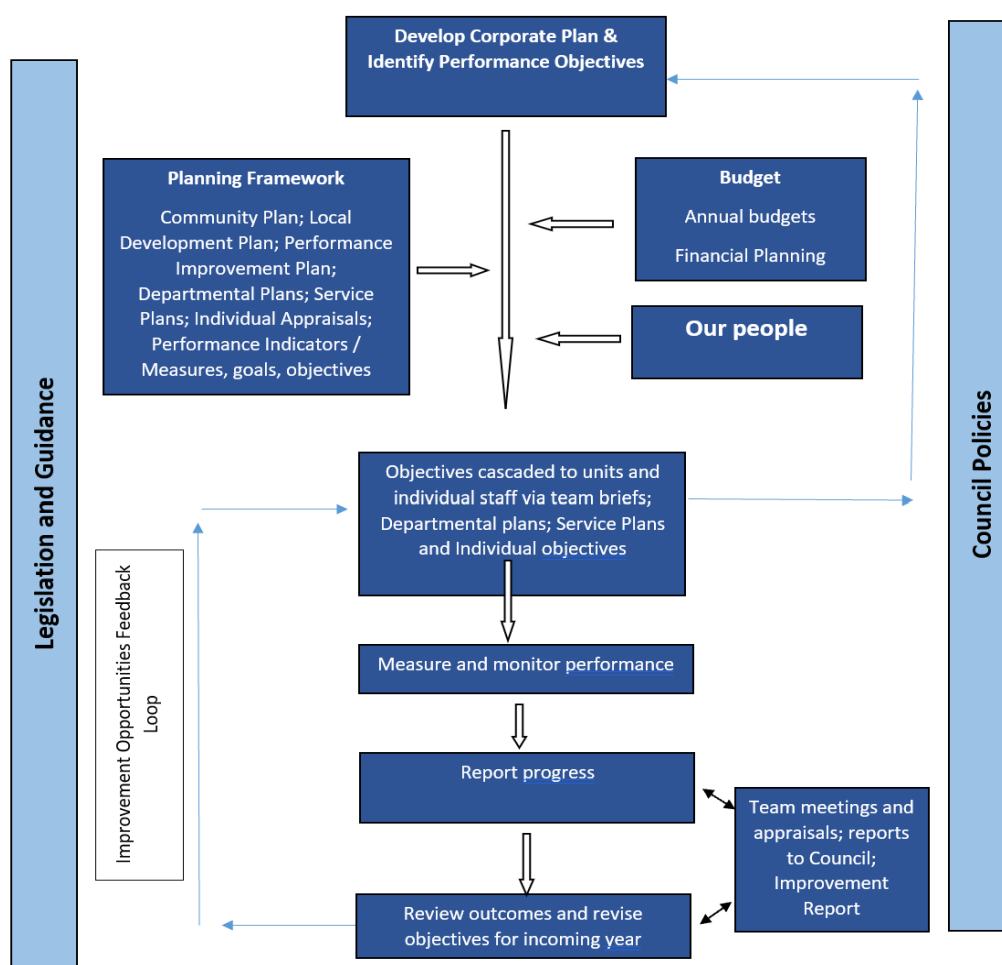 Develop Corporate Plan &
Identify Performance Objectives
Legislation and Guidance
Council Policies
Planning Framework
Community Plan; Local
Development Plan; Performance
Improvement Plan;
Departmental Plans; Service
Plans; Individual Appraisals;
Performance Indicators /
Measures, goals, objectives
Budget
Annual budgets
Financial Planning
Our people
Objectives cascaded to units and
individual staff via team briefs;
Departmental plans; Service Plans
and Individual objectives
Improvement Opportunities Feedback
Loop
Measure and monitor performance
Report progress
Team meetings and
appraisals; reports
to Council;
Improvement
Report
Review outcomes and revise
objectives for incoming year